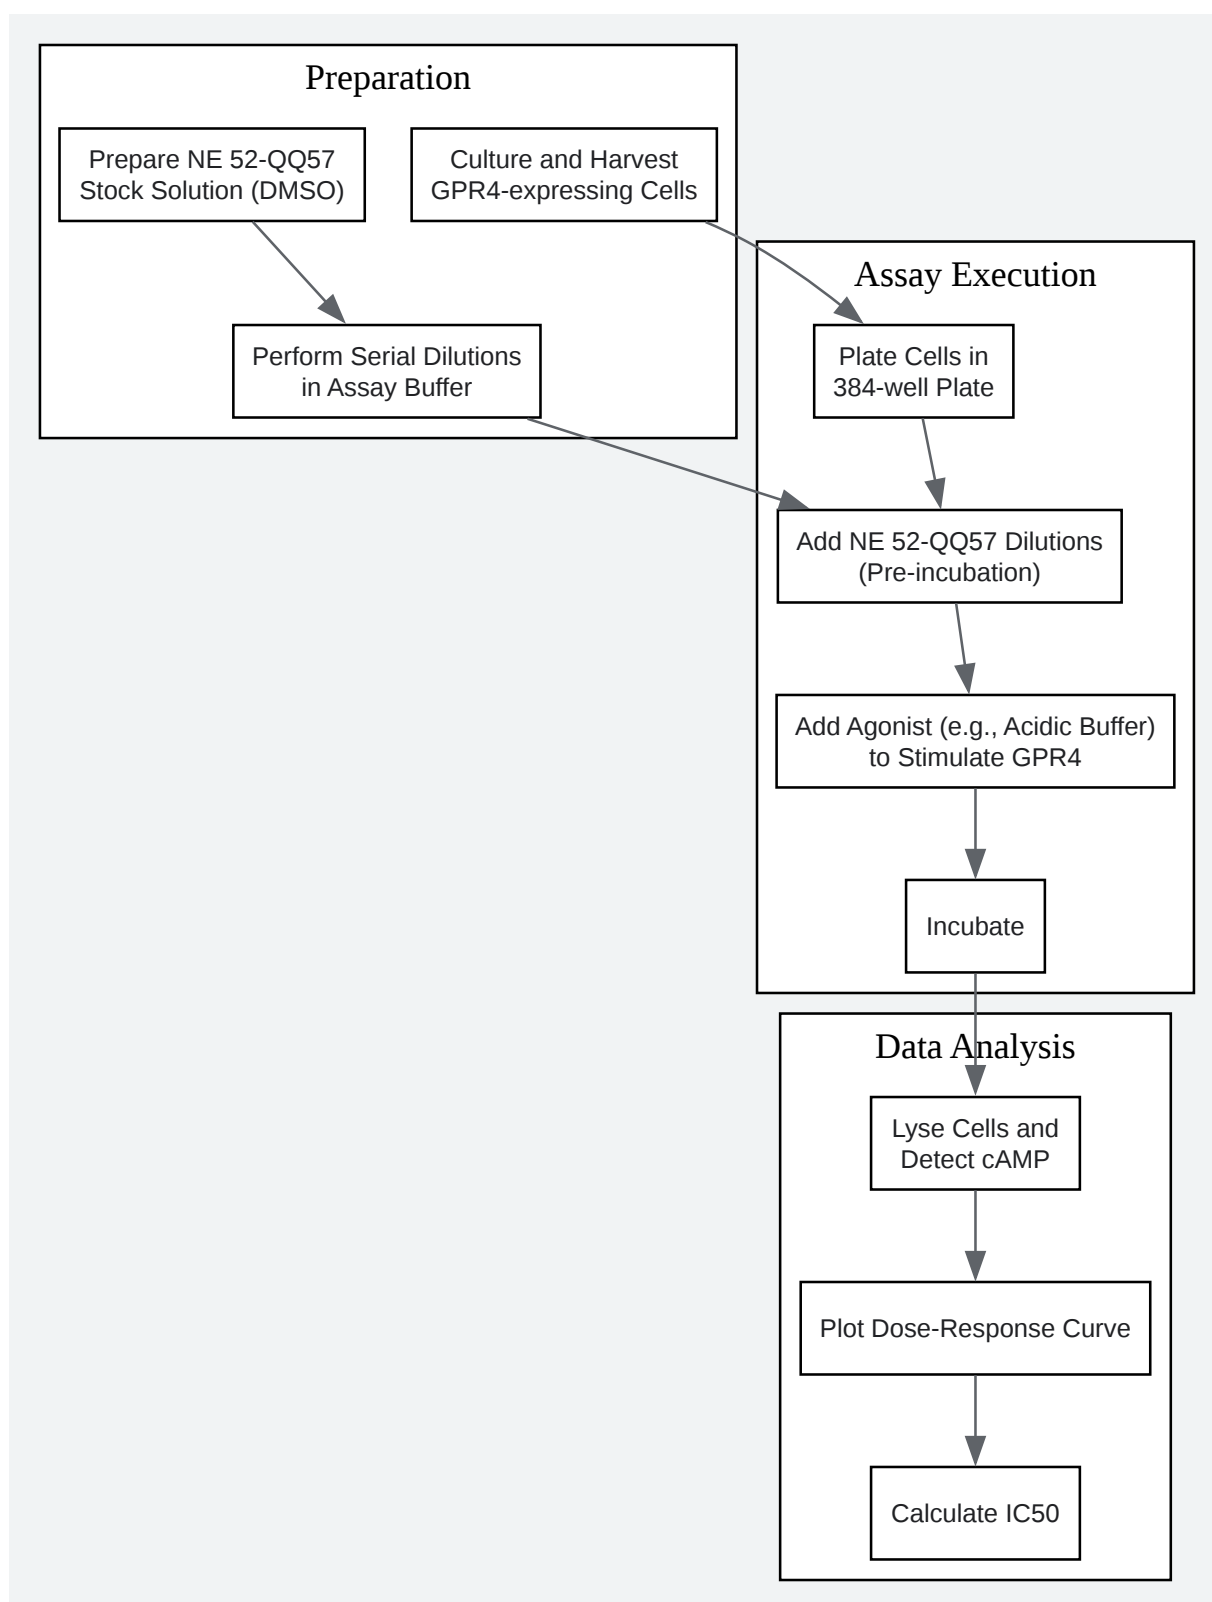 Preparation
Prepare NE 52-QQ57
Stock Solution (DMSO)
Culture and Harvest
GPR4-expressing Cells
Perform Serial Dilutions
in Assay Buffer
Assay Execution
Plate Cells in
384-well Plate
Add NE 52-QQ57 Dilutions
(Pre-incubation)
Add Agonist (e.g., Acidic Buffer)
to Stimulate GPR4
Incubate
Data Analysis
Lyse Cells and
Detect cAMP
Plot Dose-Response Curve
Calculate IC50